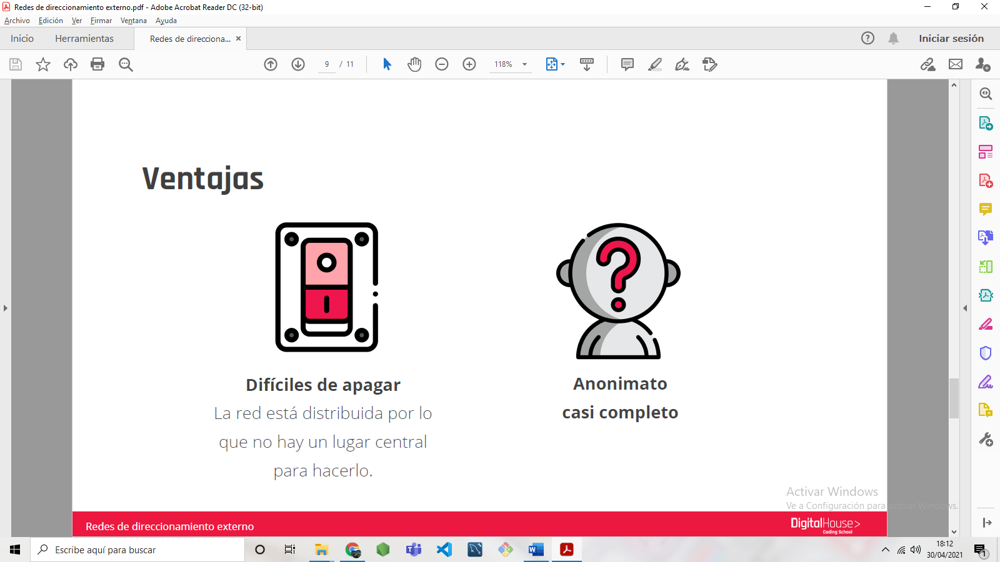 Redes de direccionamiento externo.pdf - Adobe Acrobat Reader DC (32-bit)
Archivo Edición Ver Firmar Ventana Ayuda
Inicio Herramientas Redes de direcciona... × Iniciar sesión
9 / 11 118%
Ventajas
Difíciles de apagar
La red está distribuida por lo
que no hay un lugar central
para hacerlo.
Anonimato
casi completo
Activar Windows
Ve a Configuración para activar Windows.
Redes de direccionamiento externo
DigitalHouse>
Coding School
Escribe aquí para buscar
18:12
30/04/2021
1